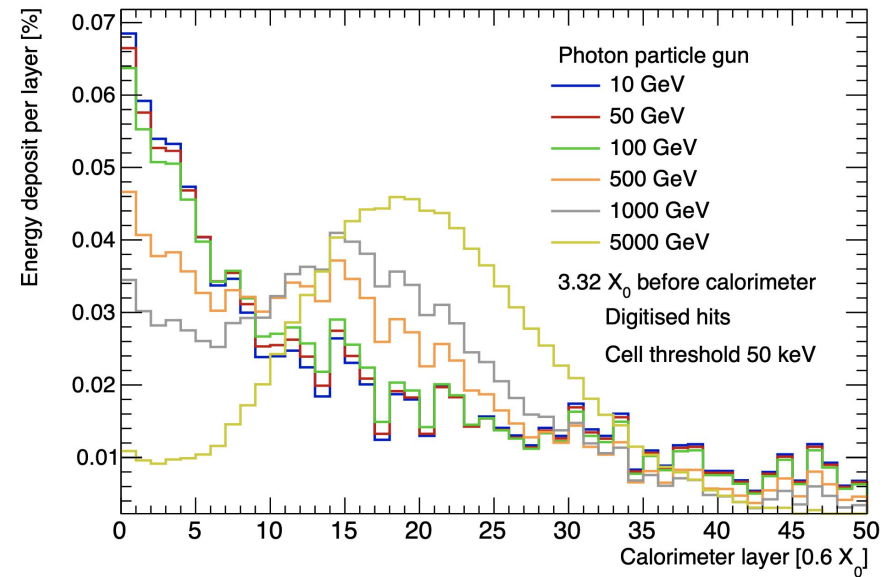 Energy deposit per layer [%]
0.07
0.06
0.05
0.04
0.03
0.02
0.01
Photon particle gun
10 GeV
50 GeV
100 GeV
500 GeV
1000 GeV
5000 GeV
3.32 X₀ before calorimeter
Digitised hits
Cell threshold 50 keV
0 5 10 15 20 25 30 35 40 45 50
Calorimeter layer [0.6 X₀]